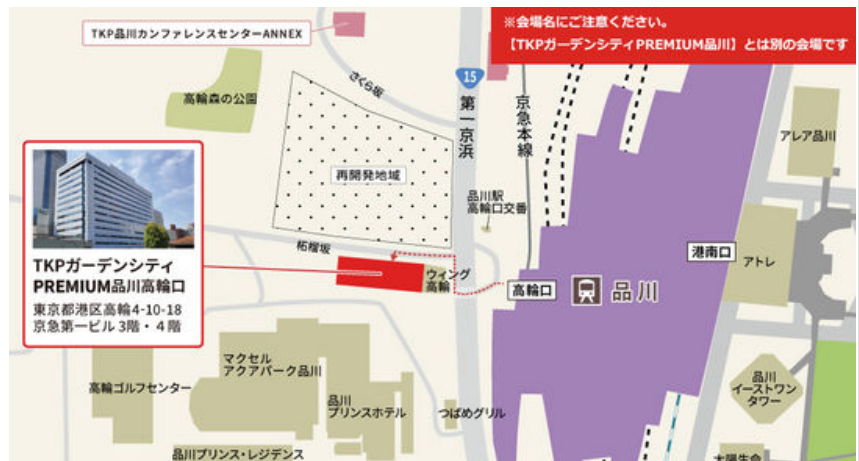 ※会場名にご注意ください。
【TKPガーデンシティPREMIUM品川】とは別の会場です
TKP品川カンファレンスセンターANNEX
さくら坂
15
第一京浜
京急本線
高輪森の公園
アレア品川
再開発地域
品川駅
高輪口交番
柘榴坂
港南口
アトレ
ウィング
高輪
高輪口
品川
TKPガーデンシティ
PREMIUM品川高輪口
東京都港区高輪4-10-18
京急第一ビル 3階・4階
マクセル
アクアパーク品川
高輪ゴルフセンター
品川
プリンスホテル
つばめグリル
品川
イーストワン
タワー
品川プリンス・レジデンス
太陽生命